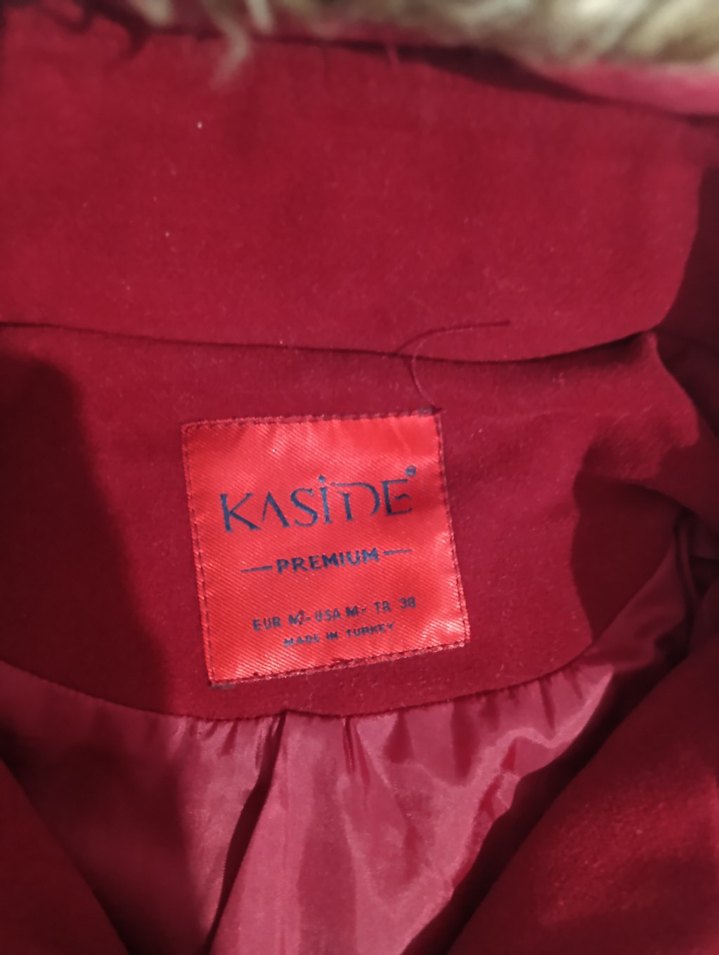 KASİDE®
—PREMIUM—
EUR M - USA M - TR 38
MADE IN TURKEY